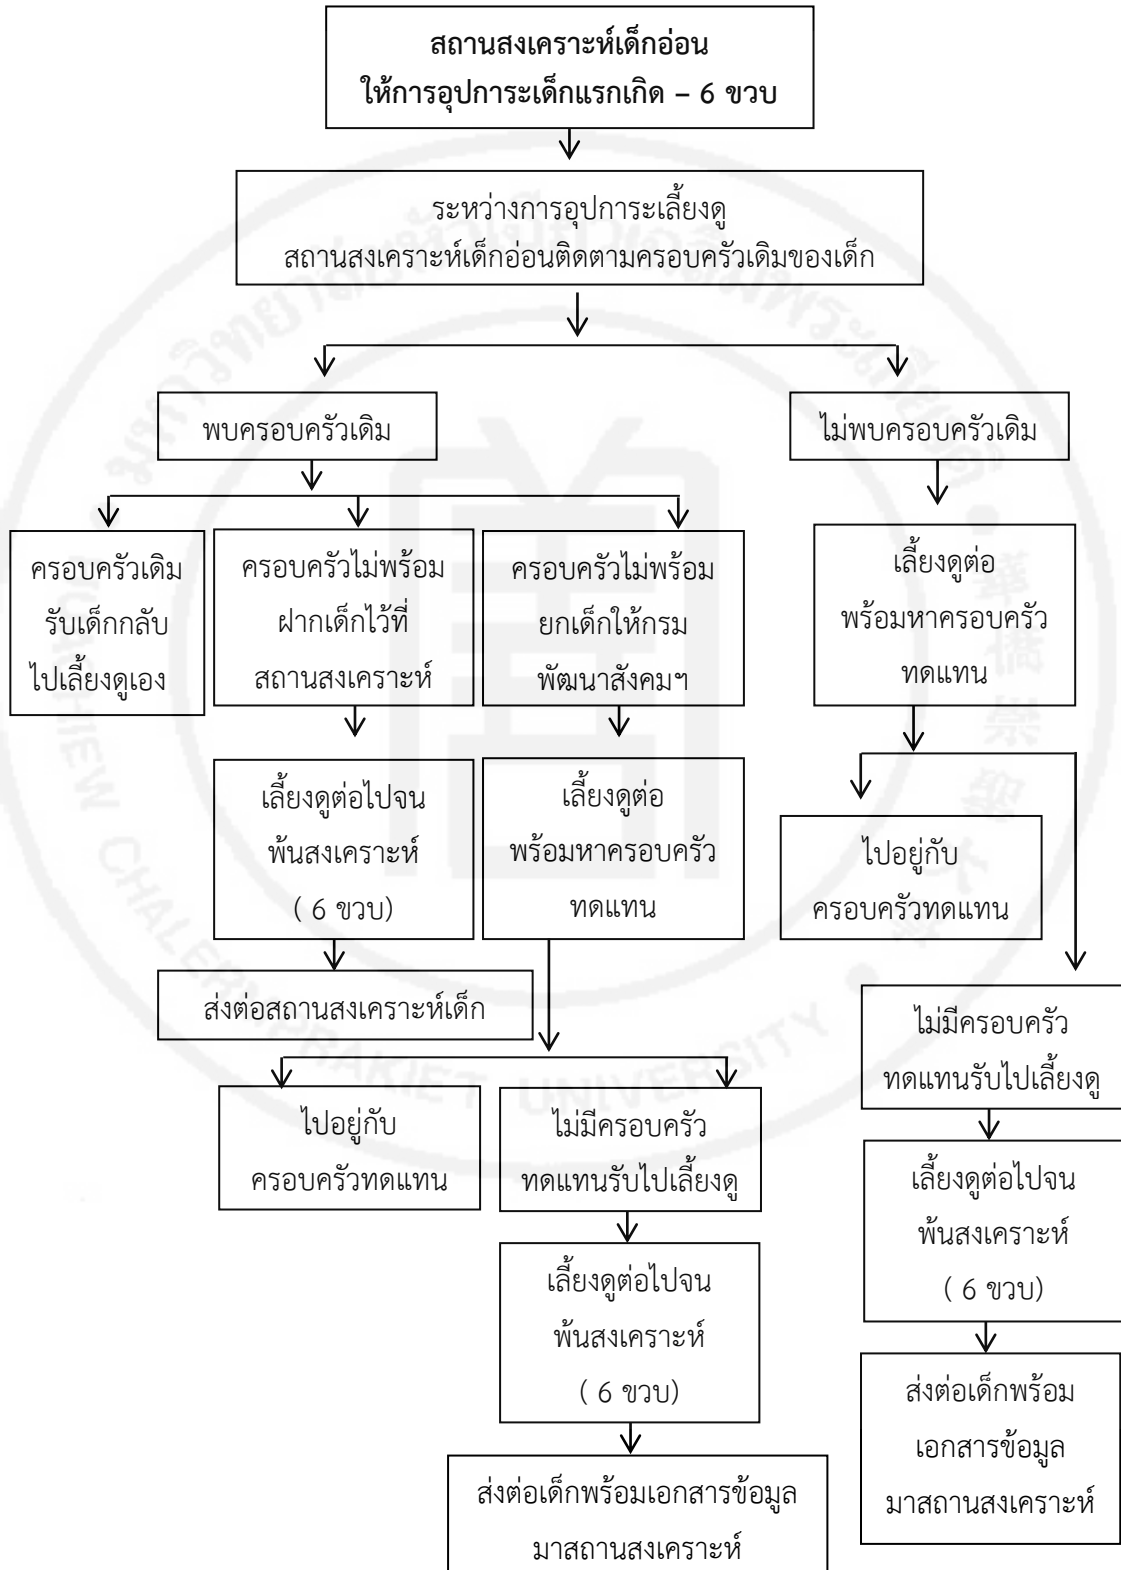 สถานสงเคราะห์เด็กอ่อน
ให้การอุปการะเด็กแรกเกิด – 6 ขวบ
ระหว่างการอุปการะเลี้ยงดู
สถานสงเคราะห์เด็กอ่อนติดตามครอบครัวเดิมของเด็ก
พบครอบครัวเดิม
ไม่พบครอบครัวเดิม
ครอบครัวเดิม
รับเด็กกลับ
ไปเลี้ยงดูเอง
ครอบครัวไม่พร้อม
ฝากเด็กไว้ที่
สถานสงเคราะห์
ครอบครัวไม่พร้อม
ยกเด็กให้กรม
พัฒนาสังคมฯ
เลี้ยงดูต่อ
พร้อมหาครอบครัว
ทดแทน
เลี้ยงดูต่อไปจน
พ้นสงเคราะห์
( 6 ขวบ)
เลี้ยงดูต่อ
พร้อมหาครอบครัว
ทดแทน
ไปอยู่กับ
ครอบครัวทดแทน
ส่งต่อสถานสงเคราะห์เด็ก
ไม่มีครอบครัว
ทดแทนรับไปเลี้ยงดู
ไปอยู่กับ
ครอบครัวทดแทน
ไม่มีครอบครัว
ทดแทนรับไปเลี้ยงดู
เลี้ยงดูต่อไปจน
พ้นสงเคราะห์
( 6 ขวบ)
เลี้ยงดูต่อไปจน
พ้นสงเคราะห์
( 6 ขวบ)
ส่งต่อเด็กพร้อม
เอกสารข้อมูล
มาสถานสงเคราะห์
ส่งต่อเด็กพร้อมเอกสารข้อมูล
มาสถานสงเคราะห์